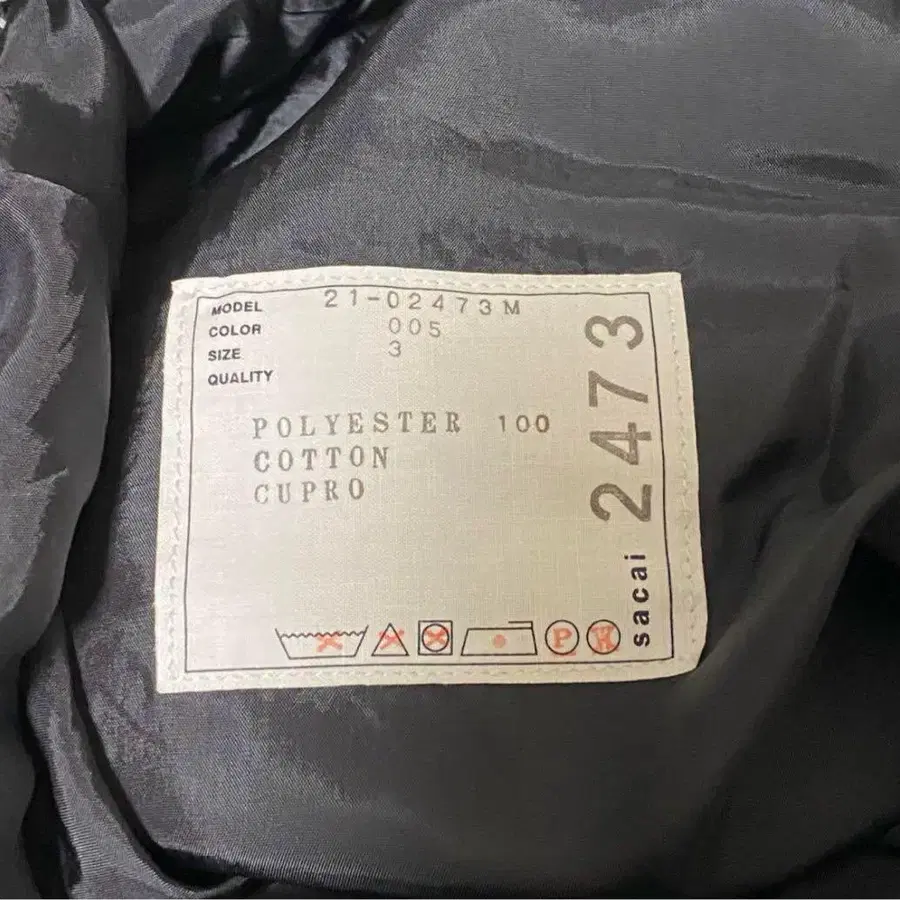 MODEL 21-02473M
COLOR 005
SIZE 3
QUALITY
POLYESTER 100
COTTON
CUPRO
P
W
sacai 2473